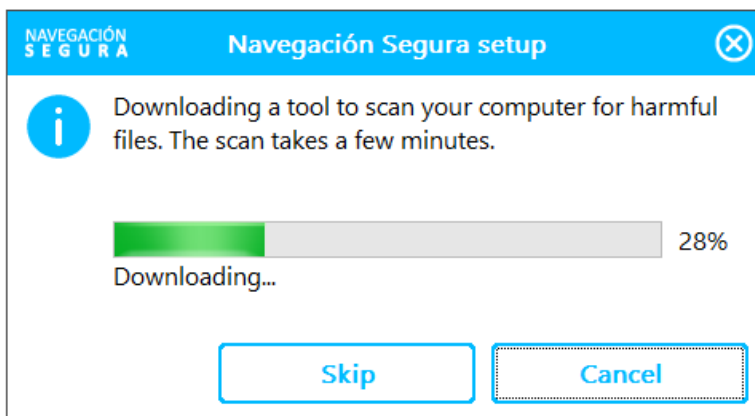 NAVEGACIÓN
SEGURA
Navegación Segura setup
Downloading a tool to scan your computer for harmful
files. The scan takes a few minutes.
28%
Downloading...
Skip
Cancel